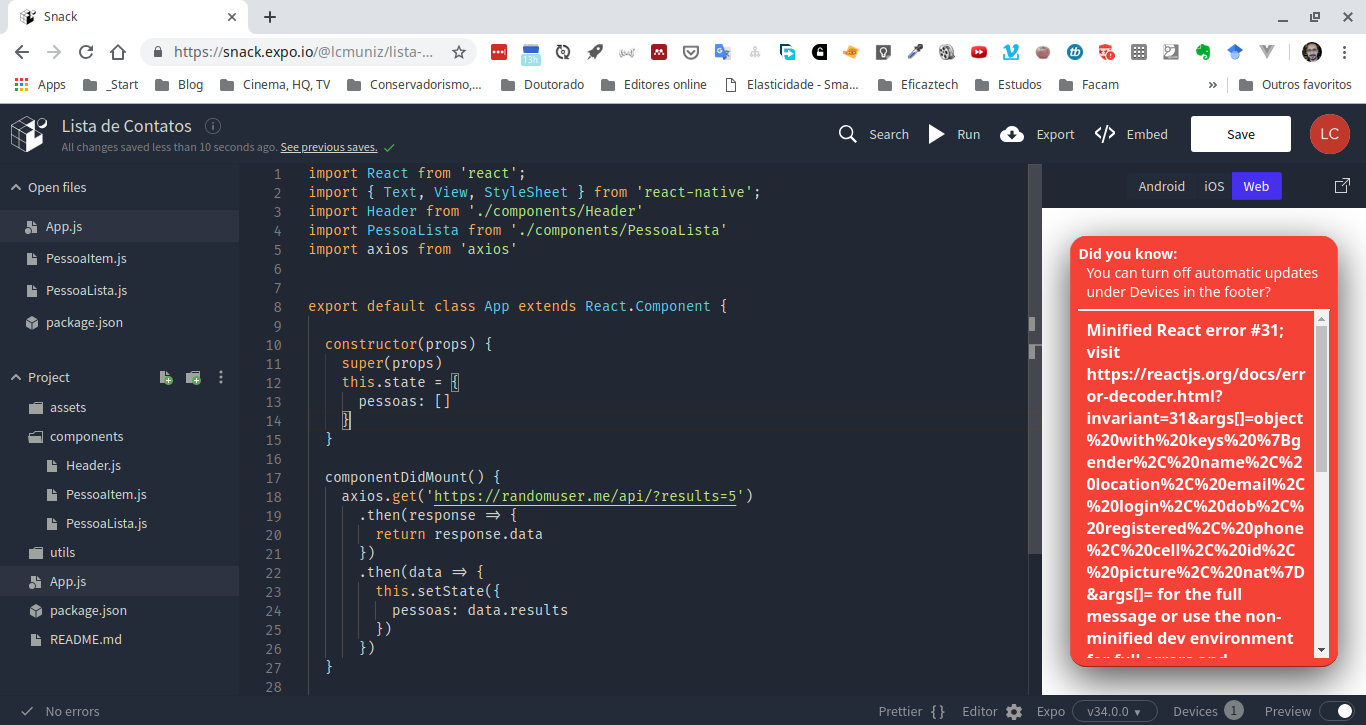 Snack
https://snack.expo.io/@lcmuniz/lista-...
13h
Apps
_Start
Blog
Cinema, HQ, TV
Conservadorismo,...
Doutorado
Editores online
Elasticidade - Sma...
Eficaztech
Estudos
Facam
»
Outros favoritos
Lista de Contatos
All changes saved less than 10 seconds ago. See previous saves.
Search
Run
Export
Embed
Save
LC
Open files
App.js
PessoaItem.js
PessoaLista.js
package.json
Project
assets
components
Header.js
PessoaItem.js
PessoaLista.js
utils
App.js
package.json
README.md
1 import React from 'react';
2 import { Text, View, StyleSheet } from 'react-native';
3 import Header from './components/Header'
4 import PessoaLista from './components/PessoaLista'
5 import axios from 'axios'
6
7
8 export default class App extends React.Component {
9
10 constructor(props) {
11 super(props)
12 this.state = {
13 pessoas: []
14 }
15 }
16
17 componentDidMount() {
18 axios.get('https://randomuser.me/api/?results=5')
19 .then(response => {
20 return response.data
21 })
22 .then(data => {
23 this.setState({
24 pessoas: data.results
25 })
26 })
27 }
28
Android
iOS
Web
Did you know:
You can turn off automatic updates
under Devices in the footer?
Minified React error #31;
visit
https://reactjs.org/docs/err
or-decoder.html?
invariant=31&args[]=object
%20with%20keys%20%7Bg
ender%2C%20name%2C%2
0location%2C%20email%2C
%20login%2C%20dob%2C%
20registered%2C%20phone
%2C%20cell%2C%20id%2C
%20picture%2C%20nat%7D
&args[]= for the full
message or use the non-
minified dev environment
for full errors and
No errors
Prettier {}
Editor
Expo
v34.0.0
Devices
1
Preview